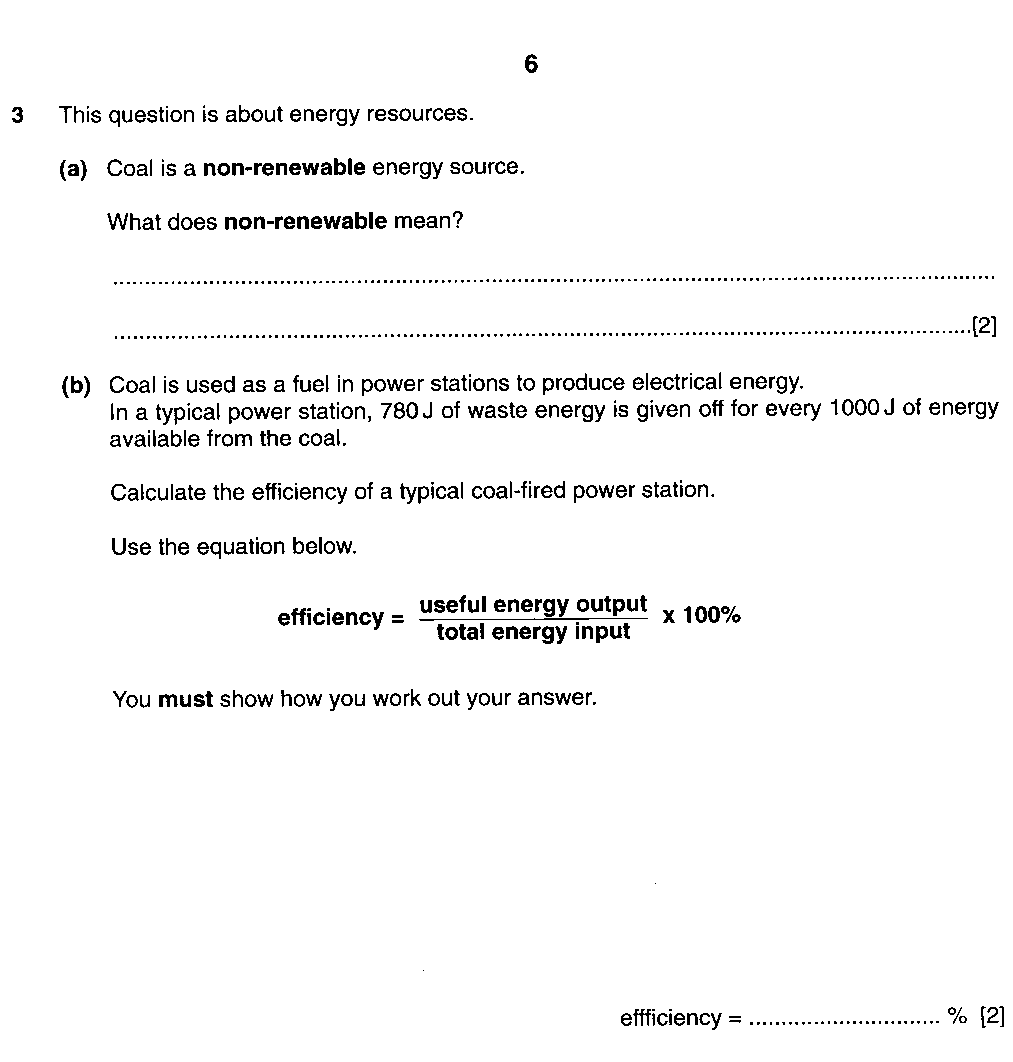 6
3 This question is about energy resources.
(a) Coal is a non-renewable energy source.
What does non-renewable mean?
..........................................................................................................................................
......................................................................................................................................[2]
(b) Coal is used as a fuel in power stations to produce electrical energy.
In a typical power station, 780 J of waste energy is given off for every 1000 J of energy
available from the coal.
Calculate the efficiency of a typical coal-fired power station.
Use the equation below.
efficiency = useful energy output / total energy input x 100%
You must show how you work out your answer.
effficiency = .............................. % [2]